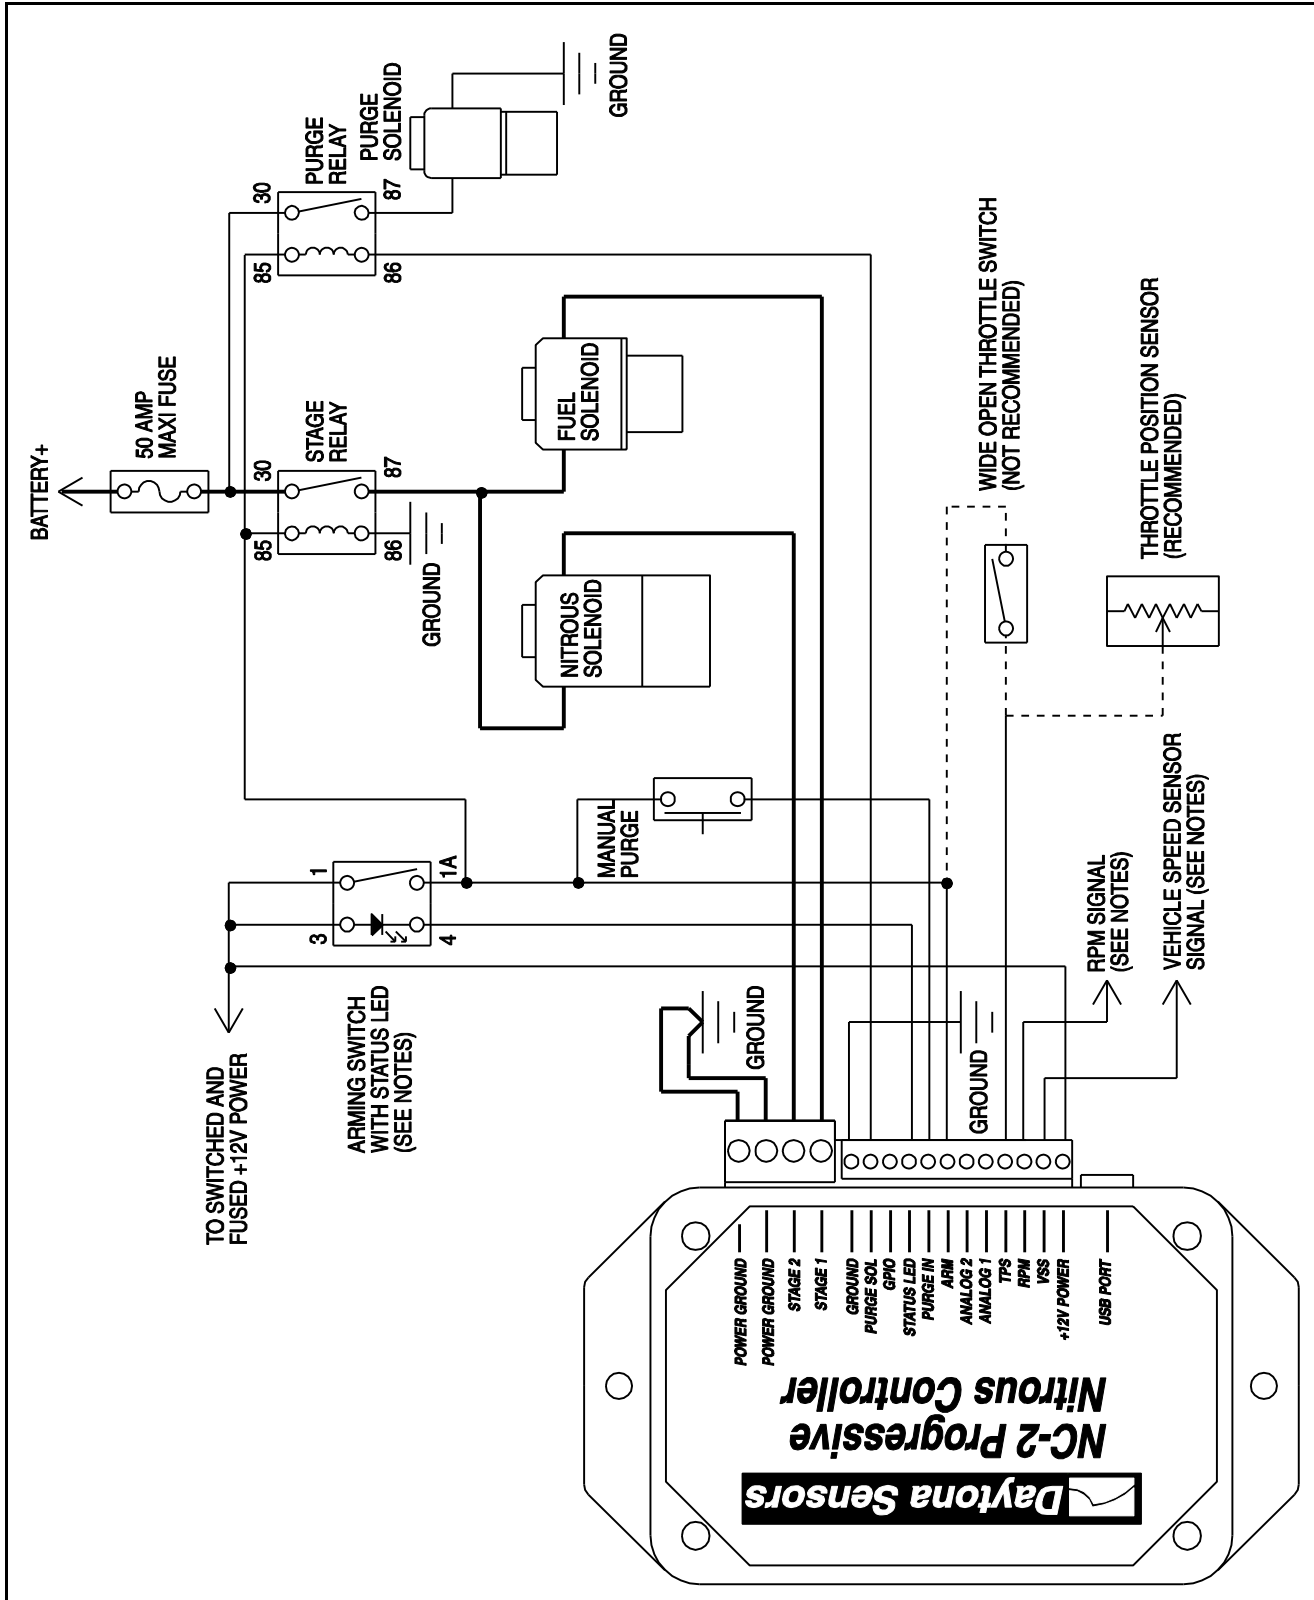 BATTERY+
50 AMP
MAXI FUSE
30
85
STAGE
RELAY
87
86
GROUND
30
85
PURGE
RELAY
87
86
PURGE
SOLENOID
GROUND
FUEL
SOLENOID
NITROUS
SOLENOID
WIDE OPEN THROTTLE SWITCH
(NOT RECOMMENDED)
THROTTLE POSITION SENSOR
(RECOMMENDED)
MANUAL
PURGE
1
3
1A
4
ARMING SWITCH
WITH STATUS LED
(SEE NOTES)
TO SWITCHED AND
FUSED +12V POWER
GROUND
GROUND
RPM SIGNAL
(SEE NOTES)
VEHICLE SPEED SENSOR
SIGNAL (SEE NOTES)
POWER GROUND
POWER GROUND
STAGE 2
STAGE 1
GROUND
PURGE SOL
GPIO
STATUS LED
PURGE IN
ARM
ANALOG 2
ANALOG 1
TPS
RPM
VSS
+12V POWER
USB PORT
Daytona Sensors
NC-2 Progressive
Nitrous Controller